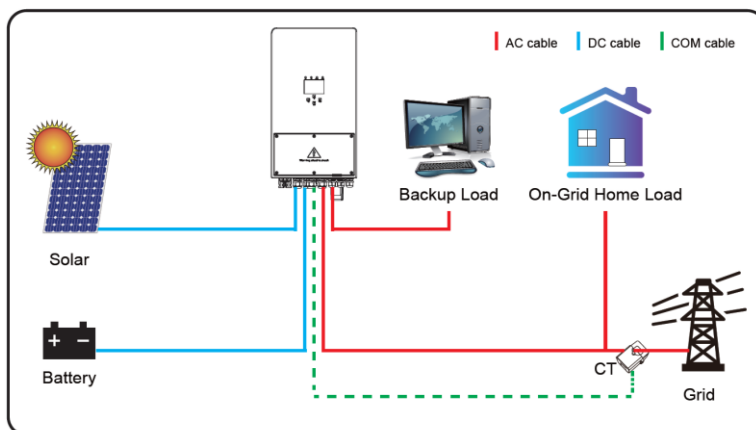 AC cable
DC cable
COM cable
Backup Load
On-Grid Home Load
Solar
Battery
CT
Grid